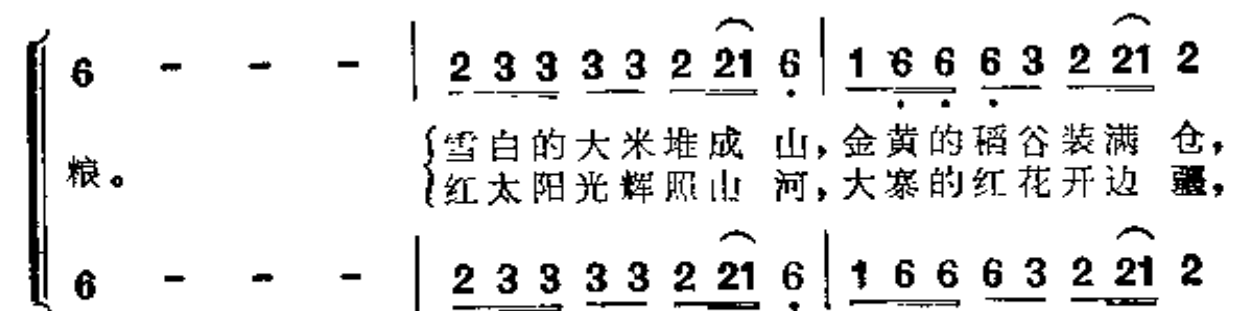 6 - - - | 2 3 3 3 3 2 21 6 | 1 6 6 6 3 2 21 2
雪白的大米堆成 山，金黄的稻谷装满 仓，
粮。
红太阳光辉照山 河，大寨的红花开边 疆，
6 - - - | 2 3 3 3 3 2 21 6 | 1 6 6 6 3 2 21 2